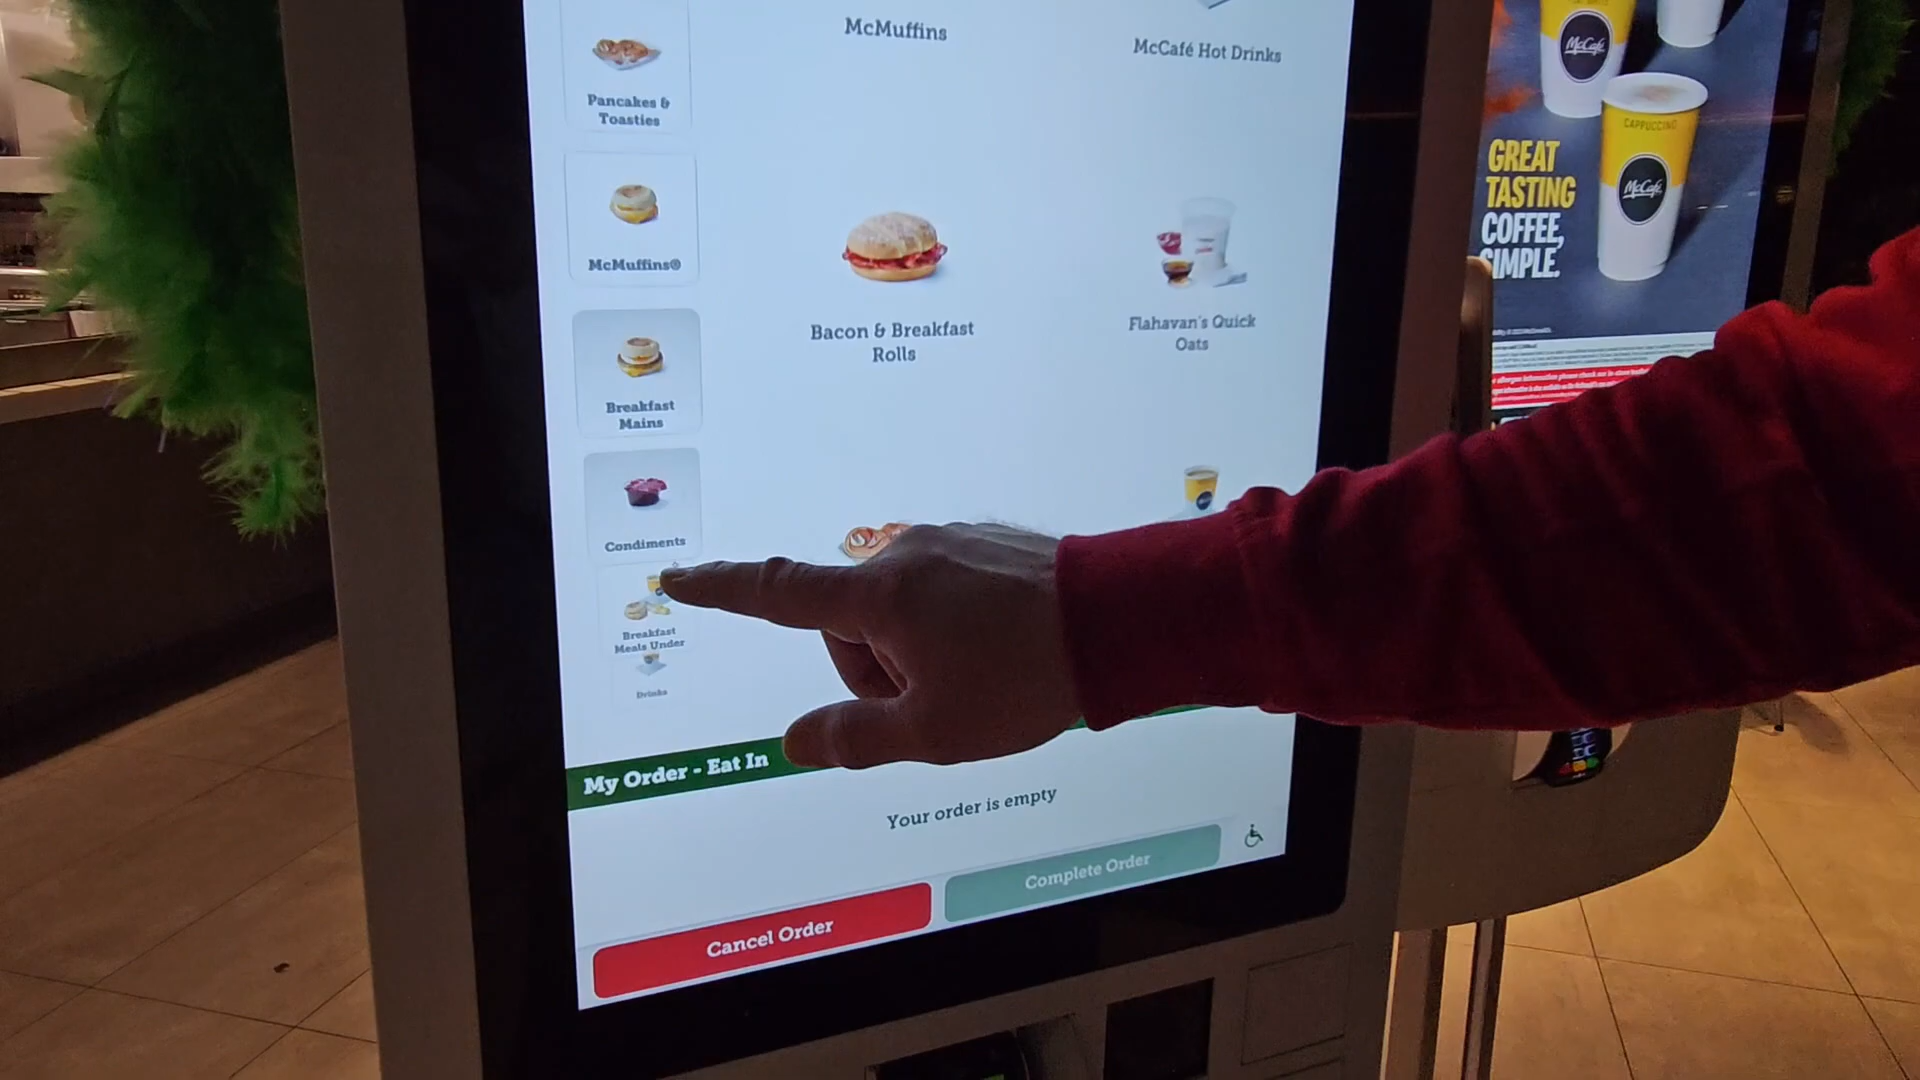 McMuffins
McCafé Hot Drinks
Pancakes &
Toasties
McMuffins®
Bacon & Breakfast
Rolls
Flahavan's Quick
Oats
Breakfast
Mains
Condiments
Breakfast
Meals Under
Drinks
My Order - Eat In
Your order is empty
Complete Order
Cancel Order
McCafé
CAPPUCCINO
McCafé
GREAT
TASTING
COFFEE,
SIMPLE.